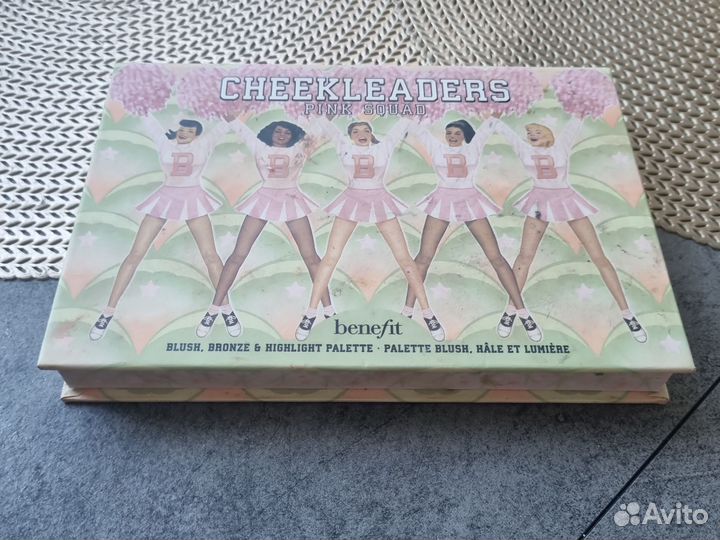 CHEEKLEADERS
PINK SQUAD
B B B B B
benefit
BLUSH, BRONZE & HIGHLIGHT PALETTE · PALETTE BLUSH, HÂLE ET LUMIÈRE
Avito